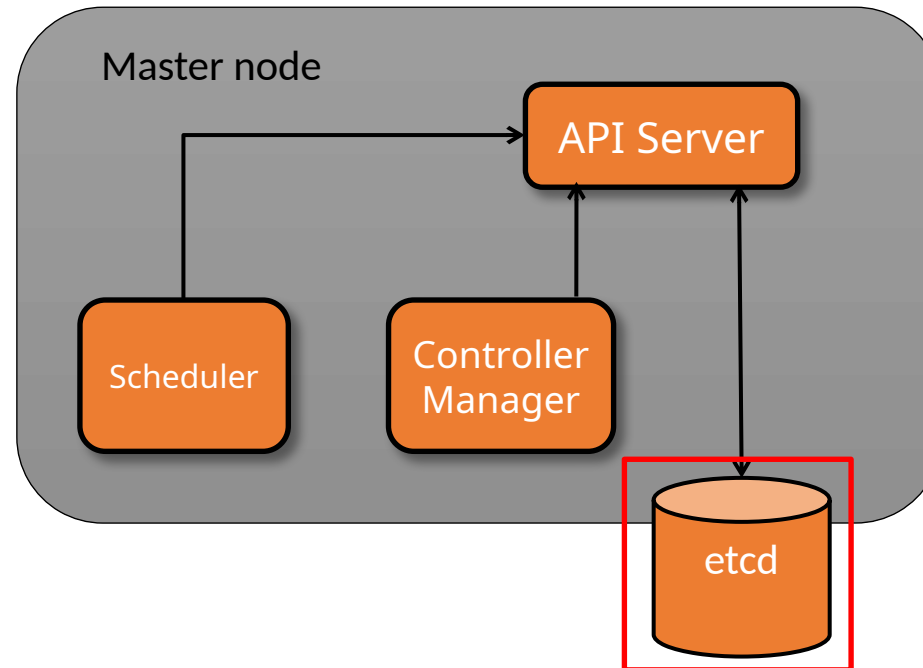 Master node
API Server
Scheduler
Controller
Manager
etcd